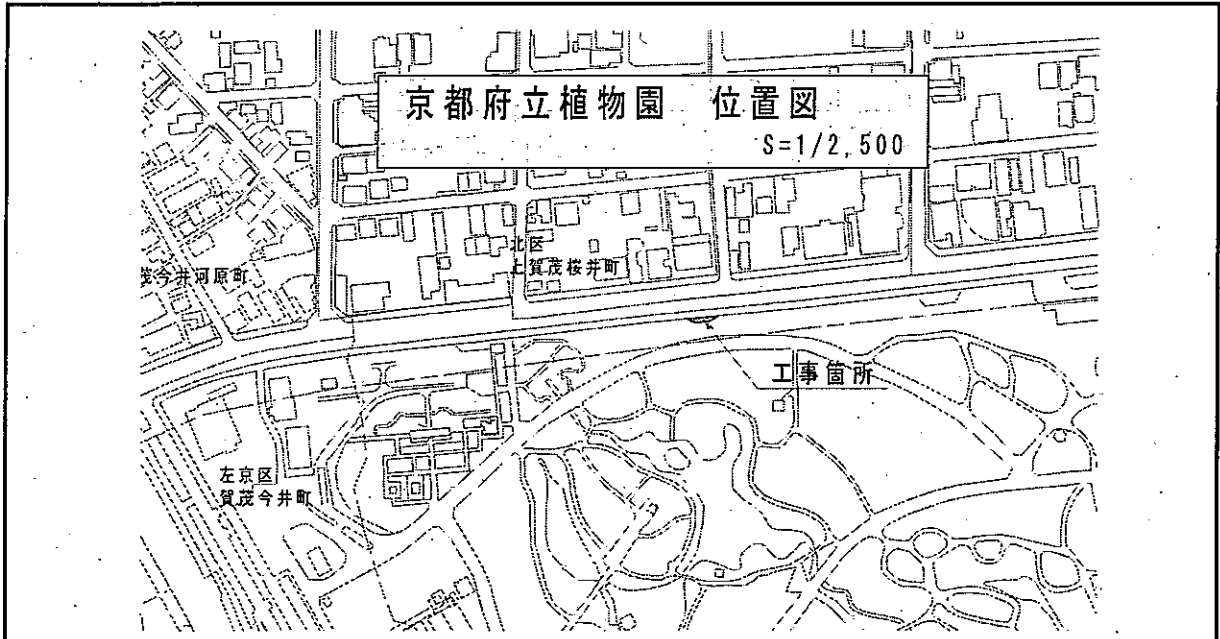 京都府立植物園　位置図
S=1/2,500
北区
上賀茂桜井町
茂今井河原町
工事箇所
左京区
賀茂今井町